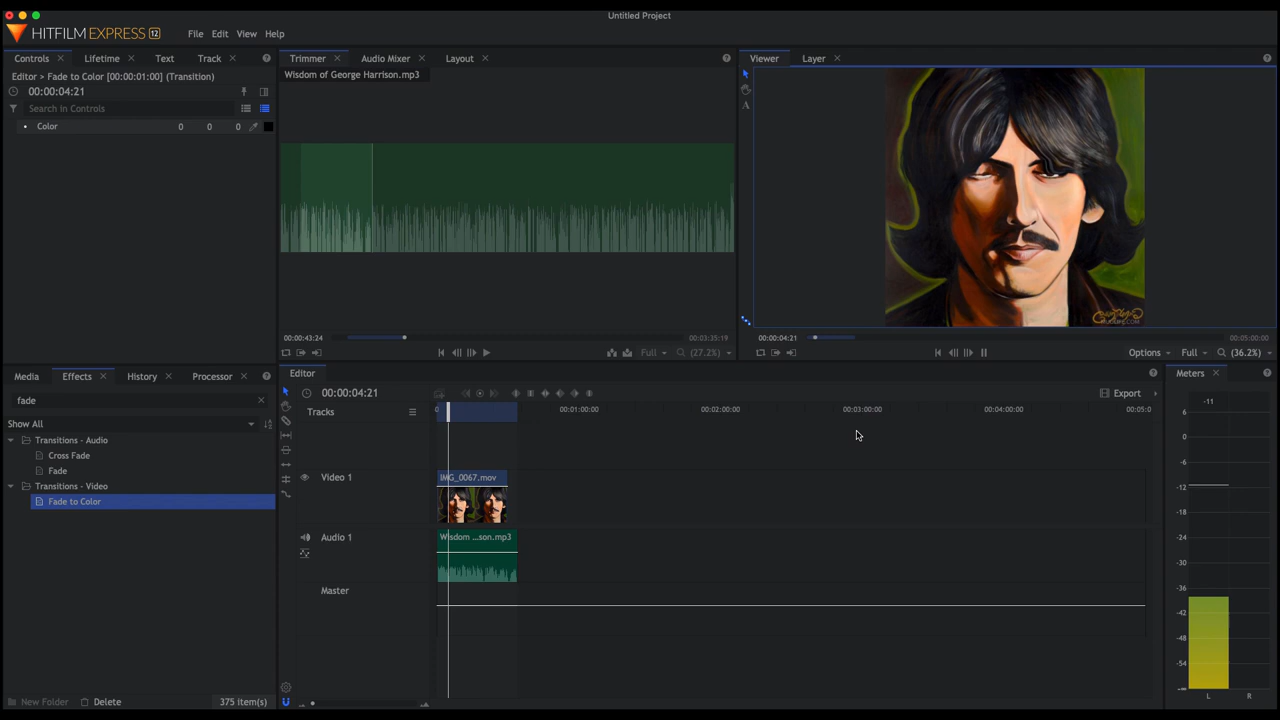 Untitled Project
HITFILM EXPRESS 12 File Edit View Help
Controls Lifetime Text Track
Editor > Fade to Color [00:00:01:00] (Transition)
00:00:04:21
Search in Controls
Color 0 0 0
Trimmer Audio Mixer Layout
Wisdom of George Harrison.mp3
00:00:43:24 00:03:35:19
Full (27.2%)
Viewer Layer
00:00:04:21 00:05:00:00
Options Full (36.2%)
Media Effects History Processor
fade
Show All
Transitions - Audio
Cross Fade
Fade
Transitions - Video
Fade to Color
New Folder Delete 375 item(s)
Editor
00:00:04:21 Export
Tracks 0 00:01:00:00 00:02:00:00 00:03:00:00 00:04:00:00 00:05:0
Video 1 IMG_0067.mov
Audio 1 Wisdom ...son.mp3
Master
Meters
-11
6
0
-6
-12
-18
-24
-30
-36
-42
-48
-54
-∞
L R